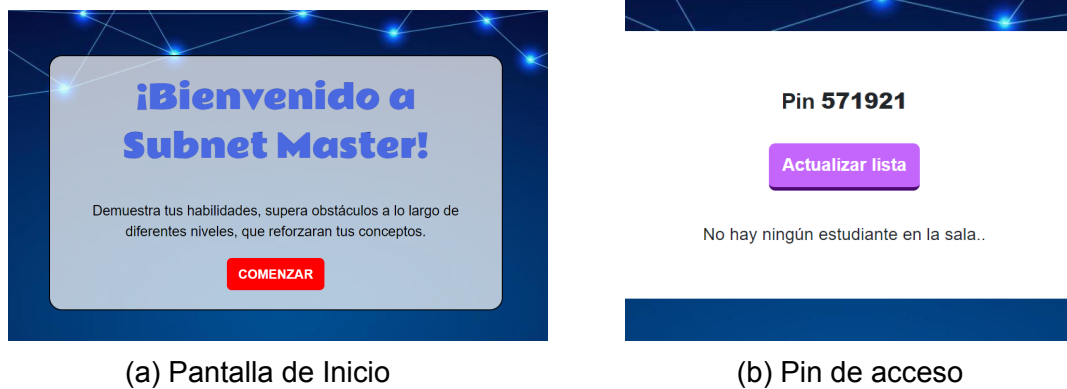 ¡Bienvenido a
Subnet Master!
Demuestra tus habilidades, supera obstáculos a lo largo de
diferentes niveles, que reforzaran tus conceptos.
COMENZAR
(a) Pantalla de Inicio
Pin 571921
Actualizar lista
No hay ningún estudiante en la sala..
(b) Pin de acceso